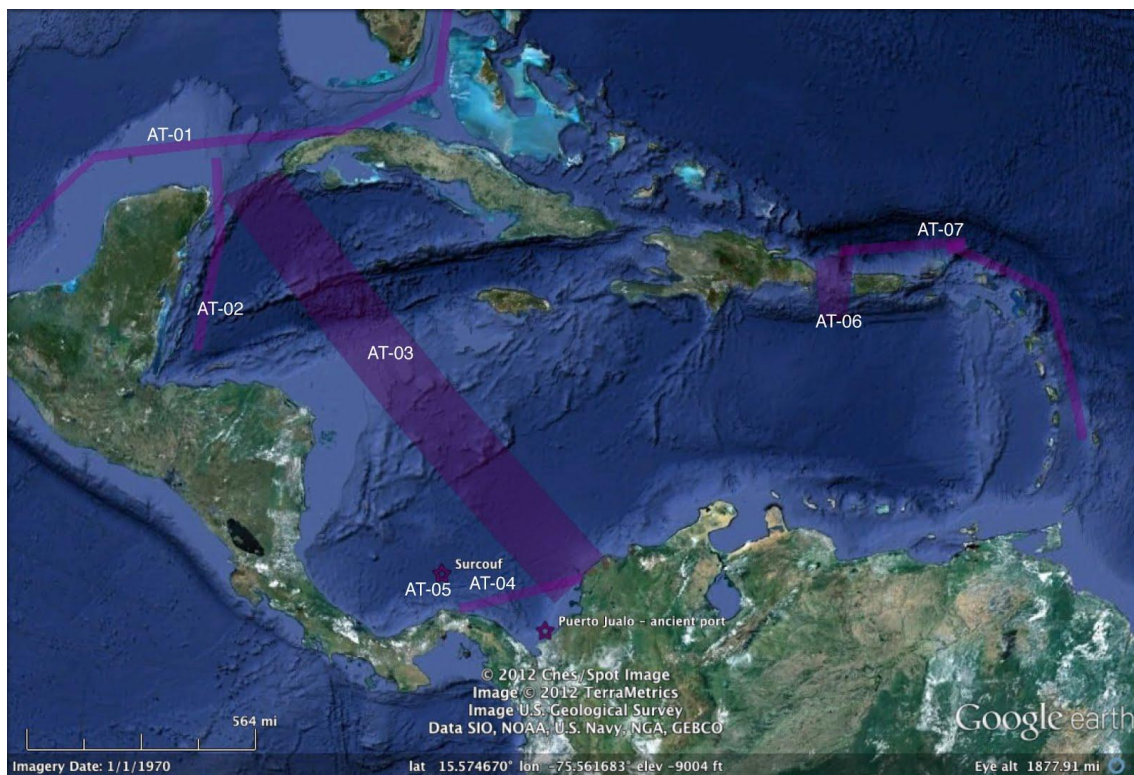 AT-01
AT-07
AT-02
AT-06
AT-03
Surcouf
AT-05
AT-04
Puerto Jualo - ancient port
© 2012 Cnes/Spot Image
Image © 2012 TerraMetrics
Image U.S. Geological Survey
Data SIO, NOAA, U.S. Navy, NGA, GEBCO
564 mi
Google earth
Imagery Date: 1/1/1970
lat 15.574670° lon -75.561683° elev -9004 ft
Eye alt 1877.91 mi